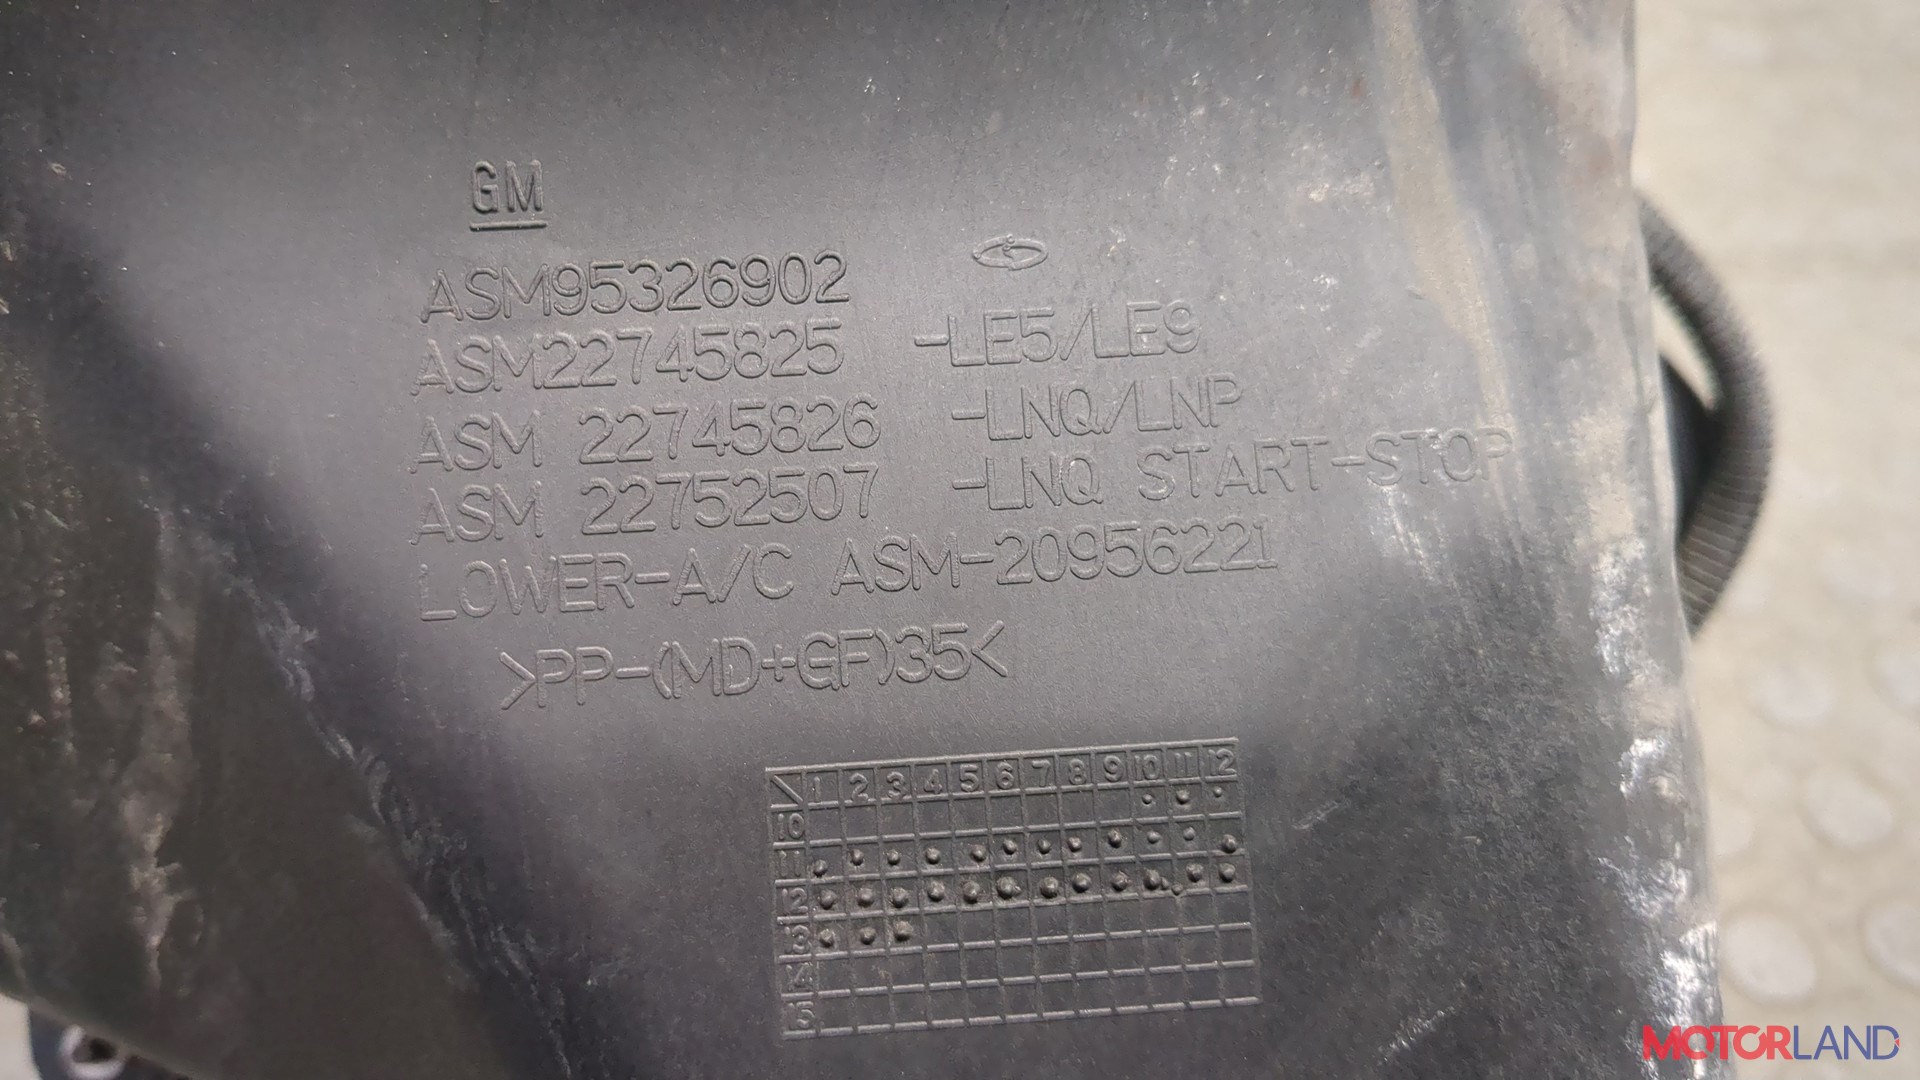 GM
ASM95326902
ASM22745825 -LE5/LE9
ASM 22745826 -LNQ/LNP
ASM 22752507 -LNQ START-STOP
LOWER-A/C ASM-20956221
>PP-(MD+GF)35<
1 2 3 4 5 6 7 8 9 10 11 12
10
11
12
13
14
15
MOTORLAND